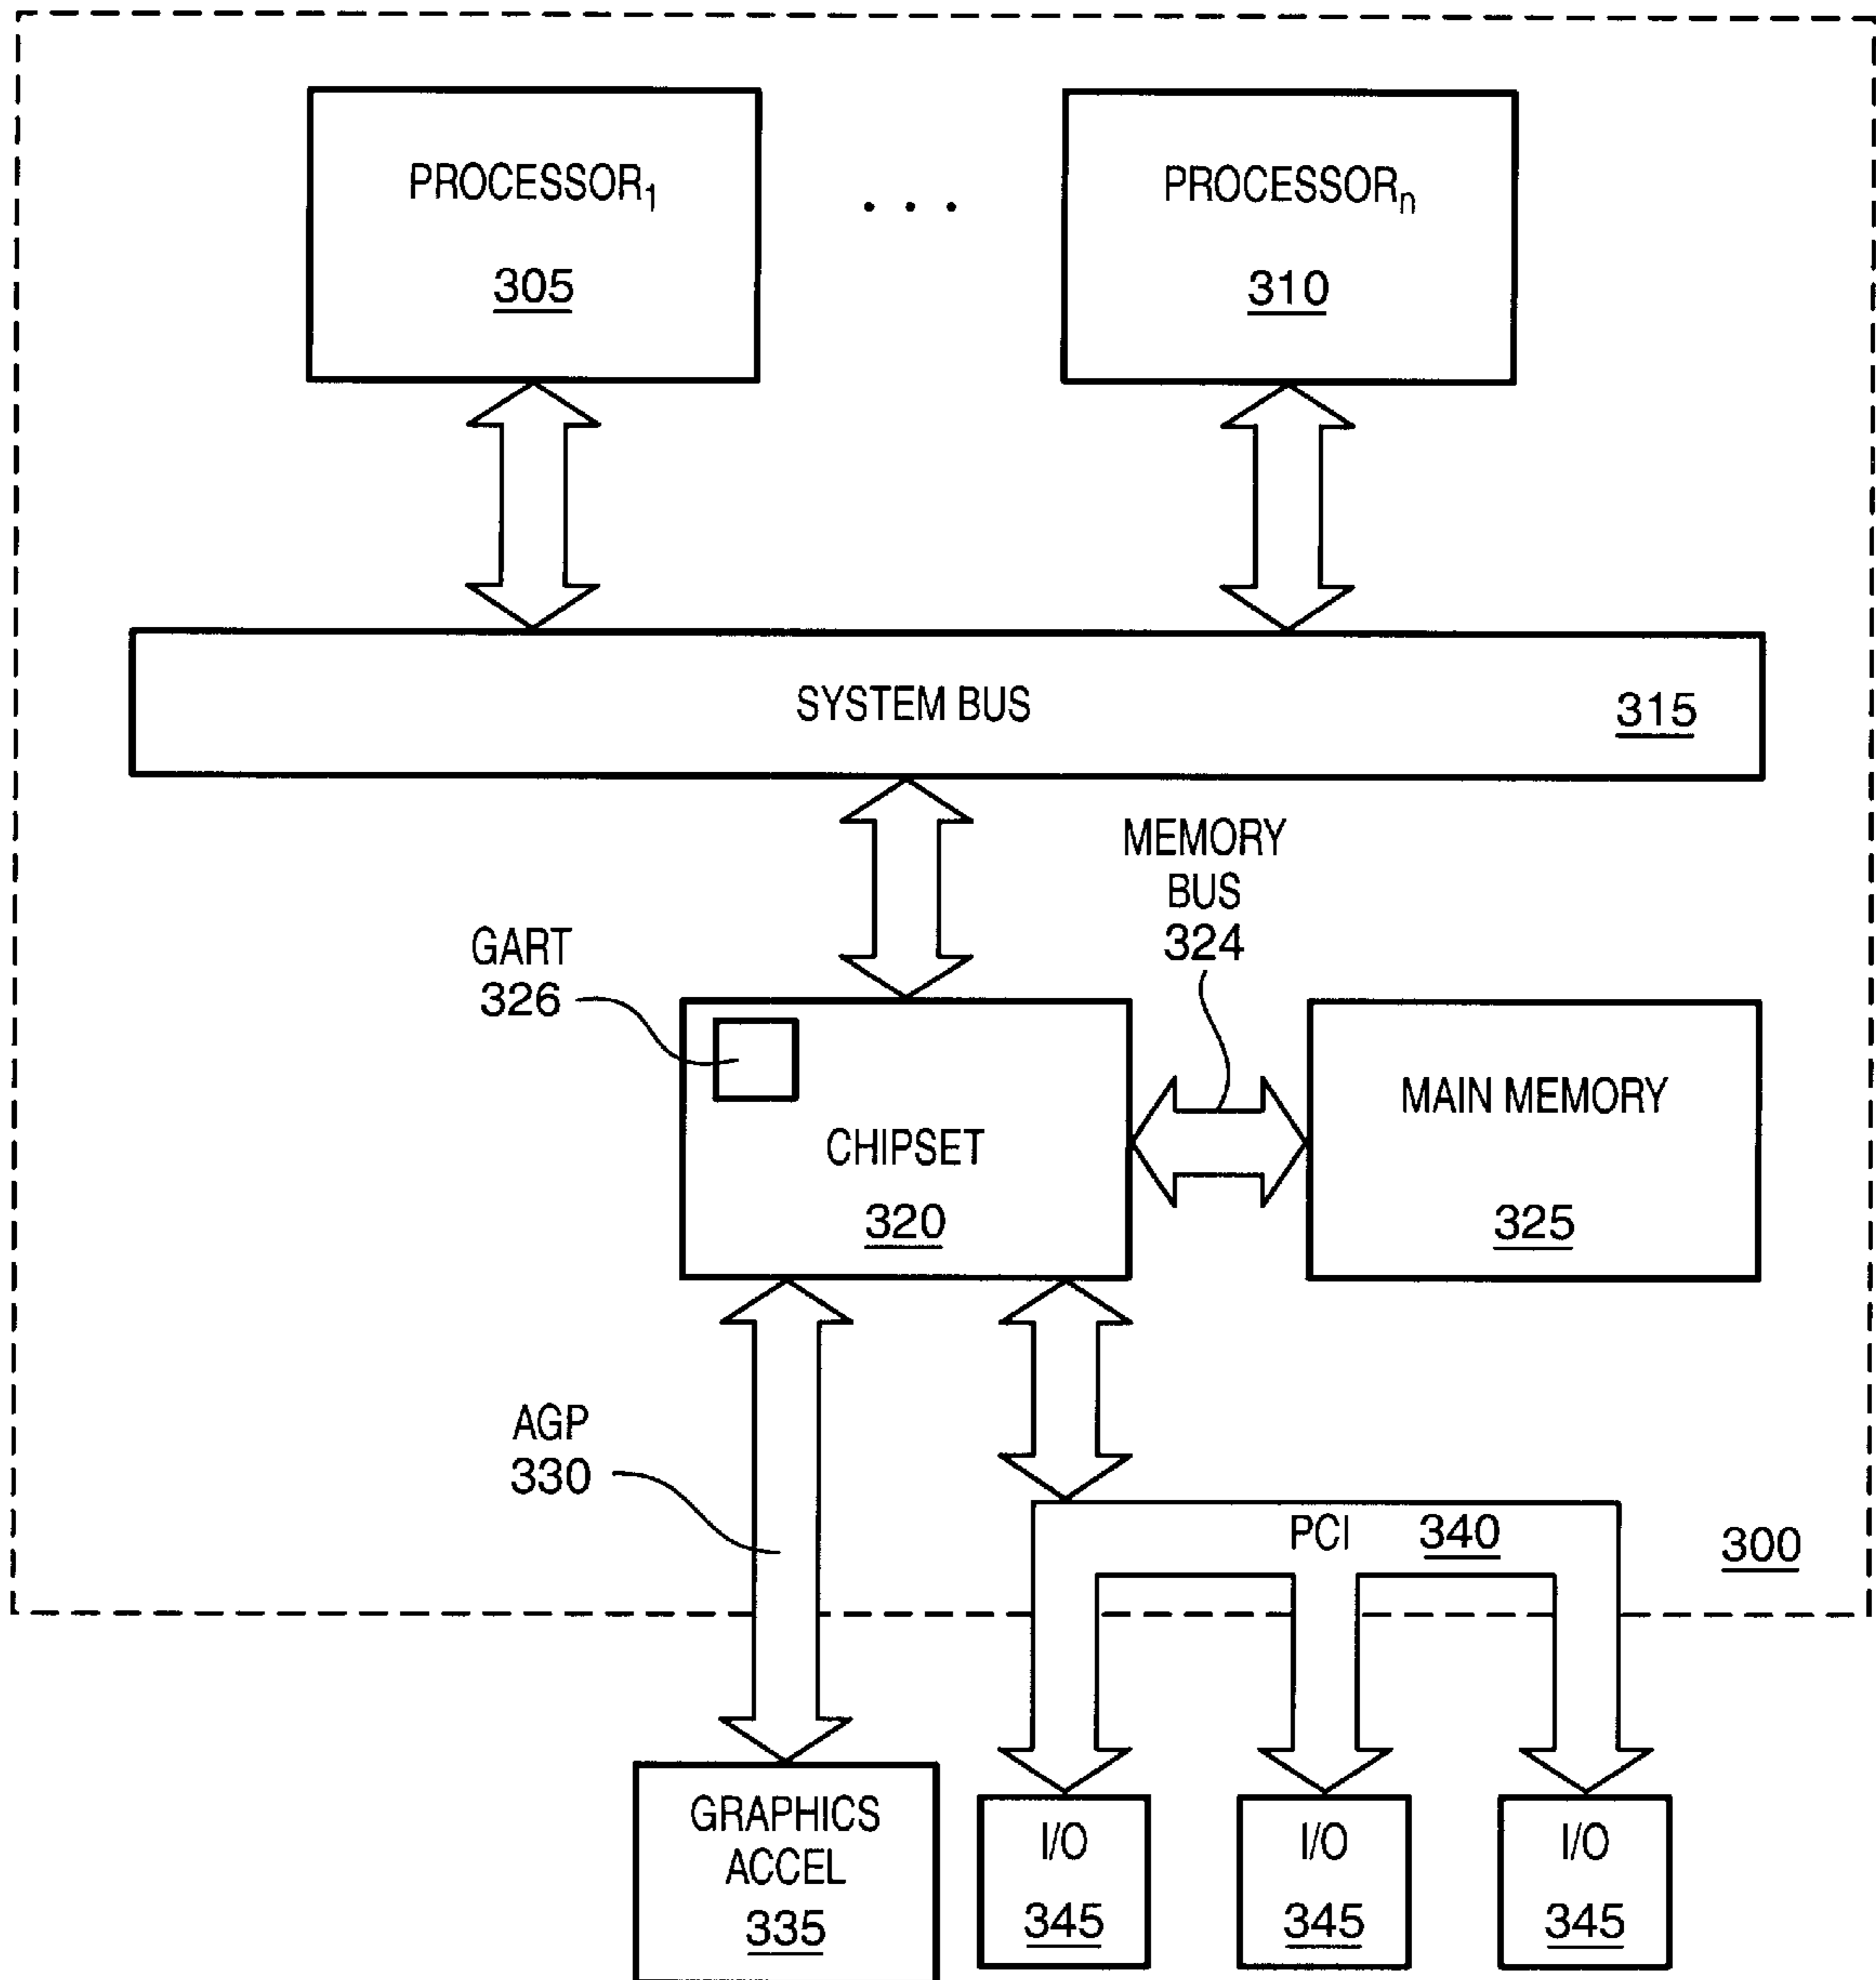 PROCESSOR₁
305
. . .
PROCESSORₙ
310
SYSTEM BUS
315
MEMORY
BUS
324
GART
326
CHIPSET
320
MAIN MEMORY
325
AGP
330
PCI
340
300
GRAPHICS
ACCEL
335
I/O
345
I/O
345
I/O
345